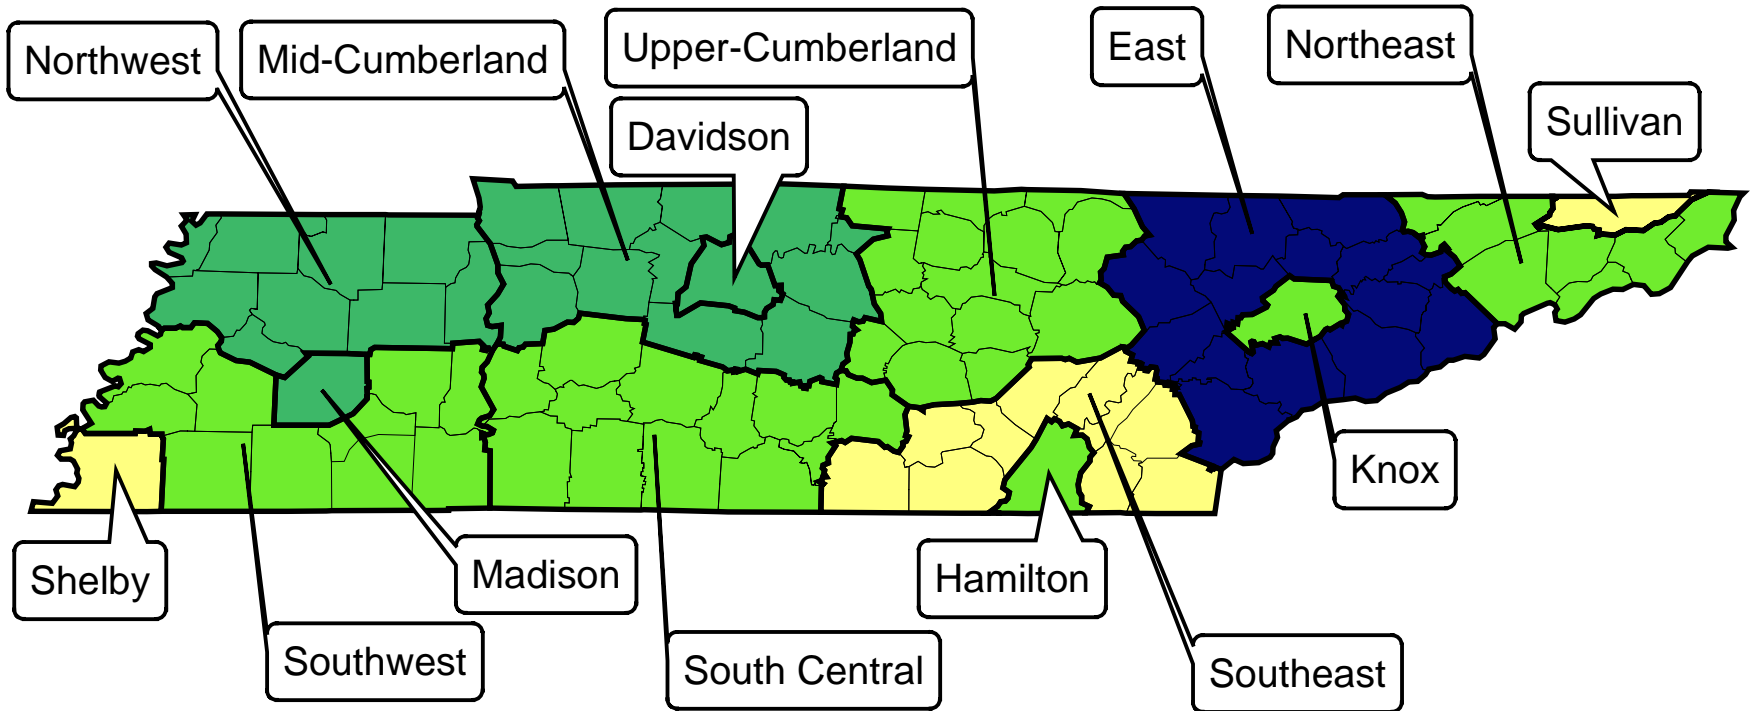 Northwest
Mid-Cumberland
Upper-Cumberland
East
Northeast
Sullivan
Davidson
Knox
Shelby
Madison
Hamilton
Southwest
South Central
Southeast